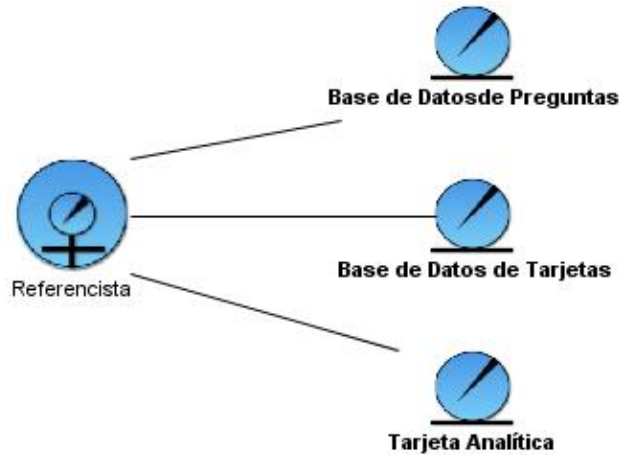 Base de Datosde Preguntas
Referencista
Base de Datos de Tarjetas
Tarjeta Analítica